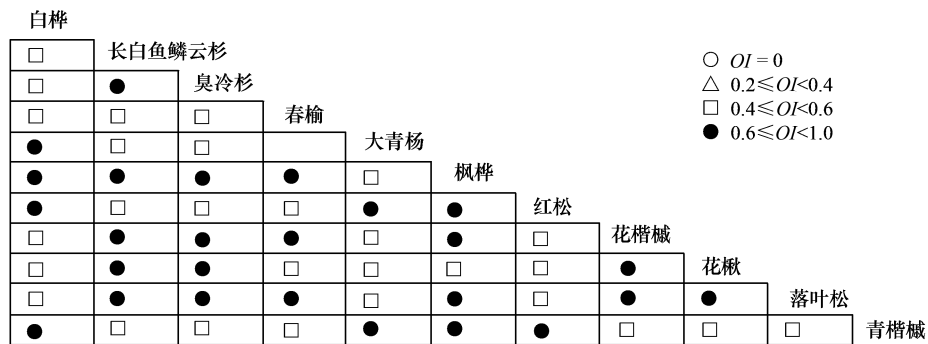 白桦
长白鱼鳞云杉
臭冷杉
春榆
大青杨
枫桦
红松
花楷槭
花楸
落叶松
青楷槭
OI = 0
0.2≤OI<0.4
0.4≤OI<0.6
0.6≤OI<1.0